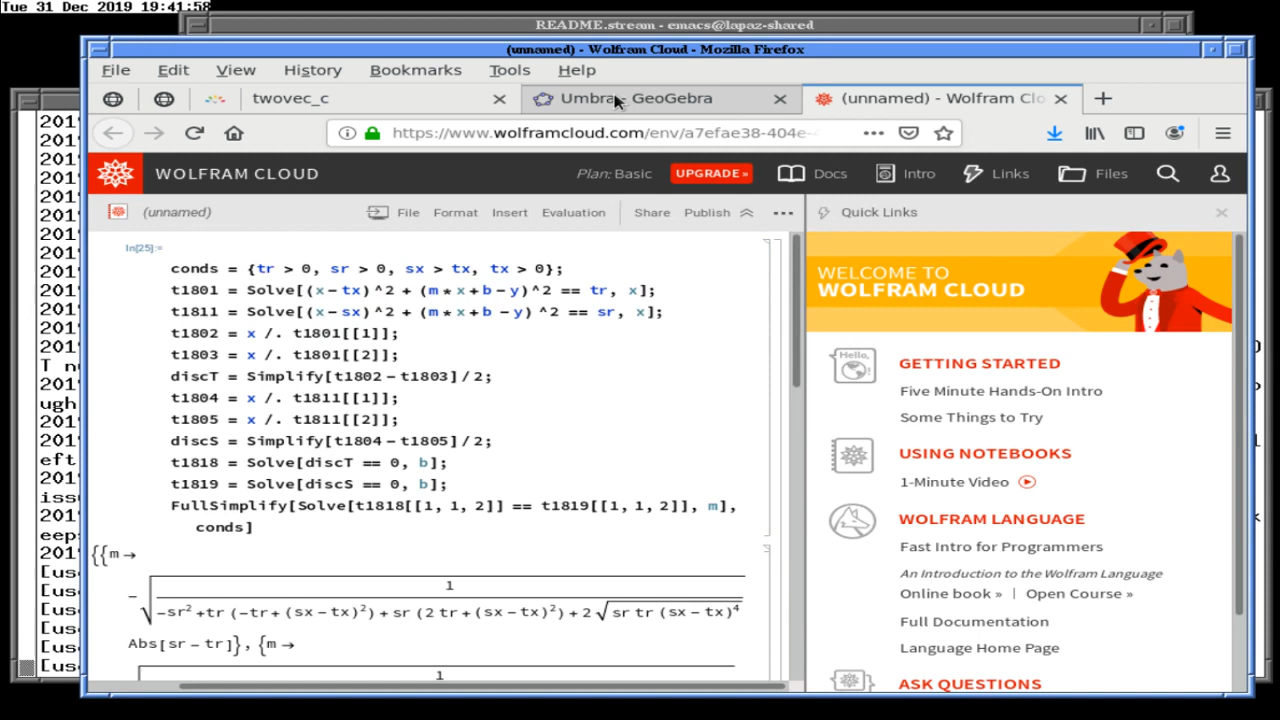 Tue 31 Dec 2019 19:41:58
README.stream - emacs@lapaz-shared
(unnamed) - Wolfram Cloud - Mozilla Firefox
File Edit View History Bookmarks Tools Help
twovec_c
Umbra - GeoGebra
(unnamed) - Wolfram Clo
https://www.wolframcloud.com/env/a7efae38-404e-
WOLFRAM CLOUD
Plan: Basic
UPGRADE »
Docs Intro Links Files
(unnamed)
File Format Insert Evaluation Share Publish
Quick Links
In[25]:=
conds = {tr > 0, sr > 0, sx > tx, tx > 0};
t1801 = Solve[(x - tx)^2 + (m * x + b - y)^2 == tr, x];
t1811 = Solve[(x - sx)^2 + (m * x + b - y) ^2 == sr, x];
t1802 = x /. t1801[[1]];
t1803 = x /. t1801[[2]];
discT = Simplify[t1802 - t1803] / 2;
t1804 = x /. t1811[[1]];
t1805 = x /. t1811[[2]];
discS = Simplify[t1804 - t1805] / 2;
t1818 = Solve[discT == 0, b];
t1819 = Solve[discS == 0, b];
FullSimplify[Solve[t1818[[1, 1, 2]] == t1819[[1, 1, 2]], m],
conds]
{{m →
-√ 1
-sr² + tr (-tr + (sx - tx)²) + sr (2 tr + (sx - tx)²) + 2 √ sr tr (sx - tx)⁴
Abs[sr - tr]}, {m →
1
WELCOME TO
WOLFRAM CLOUD
Hello,
GETTING STARTED
Five Minute Hands-On Intro
Some Things to Try
USING NOTEBOOKS
1-Minute Video
WOLFRAM LANGUAGE
Fast Intro for Programmers
An Introduction to the Wolfram Language
Online book » | Open Course »
Full Documentation
Language Home Page
ASK QUESTIONS